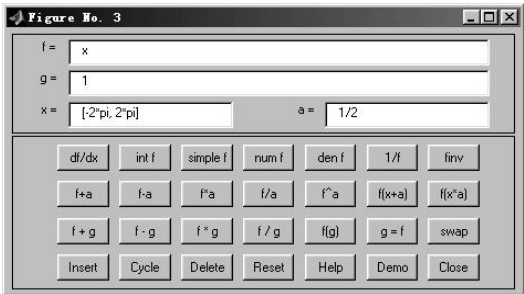 Figure No. 3
f = x
g = 1
x = [-2*pi, 2*pi] a = 1/2
df/dx int f simple f num f den f 1/f finv
f+a f-a f*a f/a f^a f(x+a) f(x*a)
f + g f - g f * g f / g f(g) g = f swap
Insert Cycle Delete Reset Help Demo Close